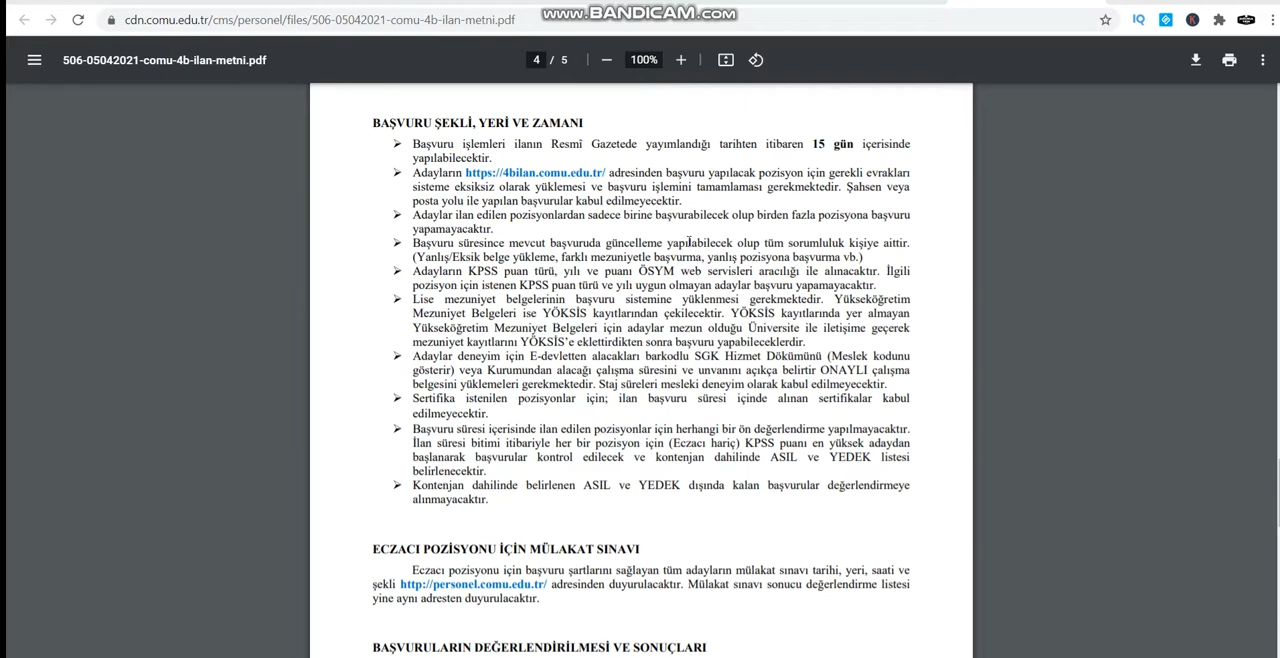 cdn.comu.edu.tr/cms/personel/files/506-05042021-comu-4b-ilan-metni.pdf
www.BANDICAM.com
IQ
K
506-05042021-comu-4b-ilan-metni.pdf
4 / 5
100%
BAŞVURU ŞEKLİ, YERİ VE ZAMANI
➢ Başvuru işlemleri ilanın Resmî Gazetede yayımlandığı tarihten itibaren 15 gün içerisinde
yapılabilecektir.
➢ Adayların https://4bilan.comu.edu.tr/ adresinden başvuru yapılacak pozisyon için gerekli evrakları
sisteme eksiksiz olarak yüklemesi ve başvuru işlemini tamamlaması gerekmektedir. Şahsen veya
posta yolu ile yapılan başvurular kabul edilmeyecektir.
➢ Adaylar ilan edilen pozisyonlardan sadece birine başvurabilecek olup birden fazla pozisyona başvuru
yapamayacaktır.
➢ Başvuru süresince mevcut başvuruda güncelleme yapılabilecek olup tüm sorumluluk kişiye aittir.
(Yanlış/Eksik belge yükleme, farklı mezuniyetle başvurma, yanlış pozisyona başvurma vb.)
➢ Adayların KPSS puan türü, yılı ve puanı ÖSYM web servisleri aracılığı ile alınacaktır. İlgili
pozisyon için istenen KPSS puan türü ve yılı uygun olmayan adaylar başvuru yapamayacaktır.
➢ Lise mezuniyet belgelerinin başvuru sistemine yüklenmesi gerekmektedir. Yükseköğretim
Mezuniyet Belgeleri ise YÖKSİS kayıtlarından çekilecektir. YÖKSİS kayıtlarında yer almayan
Yükseköğretim Mezuniyet Belgeleri için adaylar mezun olduğu Üniversite ile iletişime geçerek
mezuniyet kayıtlarını YÖKSİS’e eklettirdikten sonra başvuru yapabileceklerdir.
➢ Adaylar deneyim için E-devletten alacakları barkodlu SGK Hizmet Dökümünü (Meslek kodunu
gösterir) veya Kurumundan alacağı çalışma süresini ve unvanını açıkça belirtir ONAYLI çalışma
belgesini yüklemeleri gerekmektedir. Staj süreleri mesleki deneyim olarak kabul edilmeyecektir.
➢ Sertifika istenilen pozisyonlar için; ilan başvuru süresi içinde alınan sertifikalar kabul
edilmeyecektir.
➢ Başvuru süresi içerisinde ilan edilen pozisyonlar için herhangi bir ön değerlendirme yapılmayacaktır.
İlan süresi bitimi itibariyle her bir pozisyon için (Eczacı hariç) KPSS puanı en yüksek adaydan
başlanarak başvurular kontrol edilecek ve kontenjan dahilinde ASIL ve YEDEK listesi
belirlenecektir.
➢ Kontenjan dahilinde belirlenen ASIL ve YEDEK dışında kalan başvurular değerlendirmeye
alınmayacaktır.
ECZACI POZİSYONU İÇİN MÜLAKAT SINAVI
Eczacı pozisyonu için başvuru şartlarını sağlayan tüm adayların mülakat sınavı tarihi, yeri, saati ve
şekli http://personel.comu.edu.tr/ adresinden duyurulacaktır. Mülakat sınavı sonucu değerlendirme listesi
yine aynı adresten duyurulacaktır.
BAŞVURULARIN DEĞERLENDİRİLMESİ VE SONUÇLARI